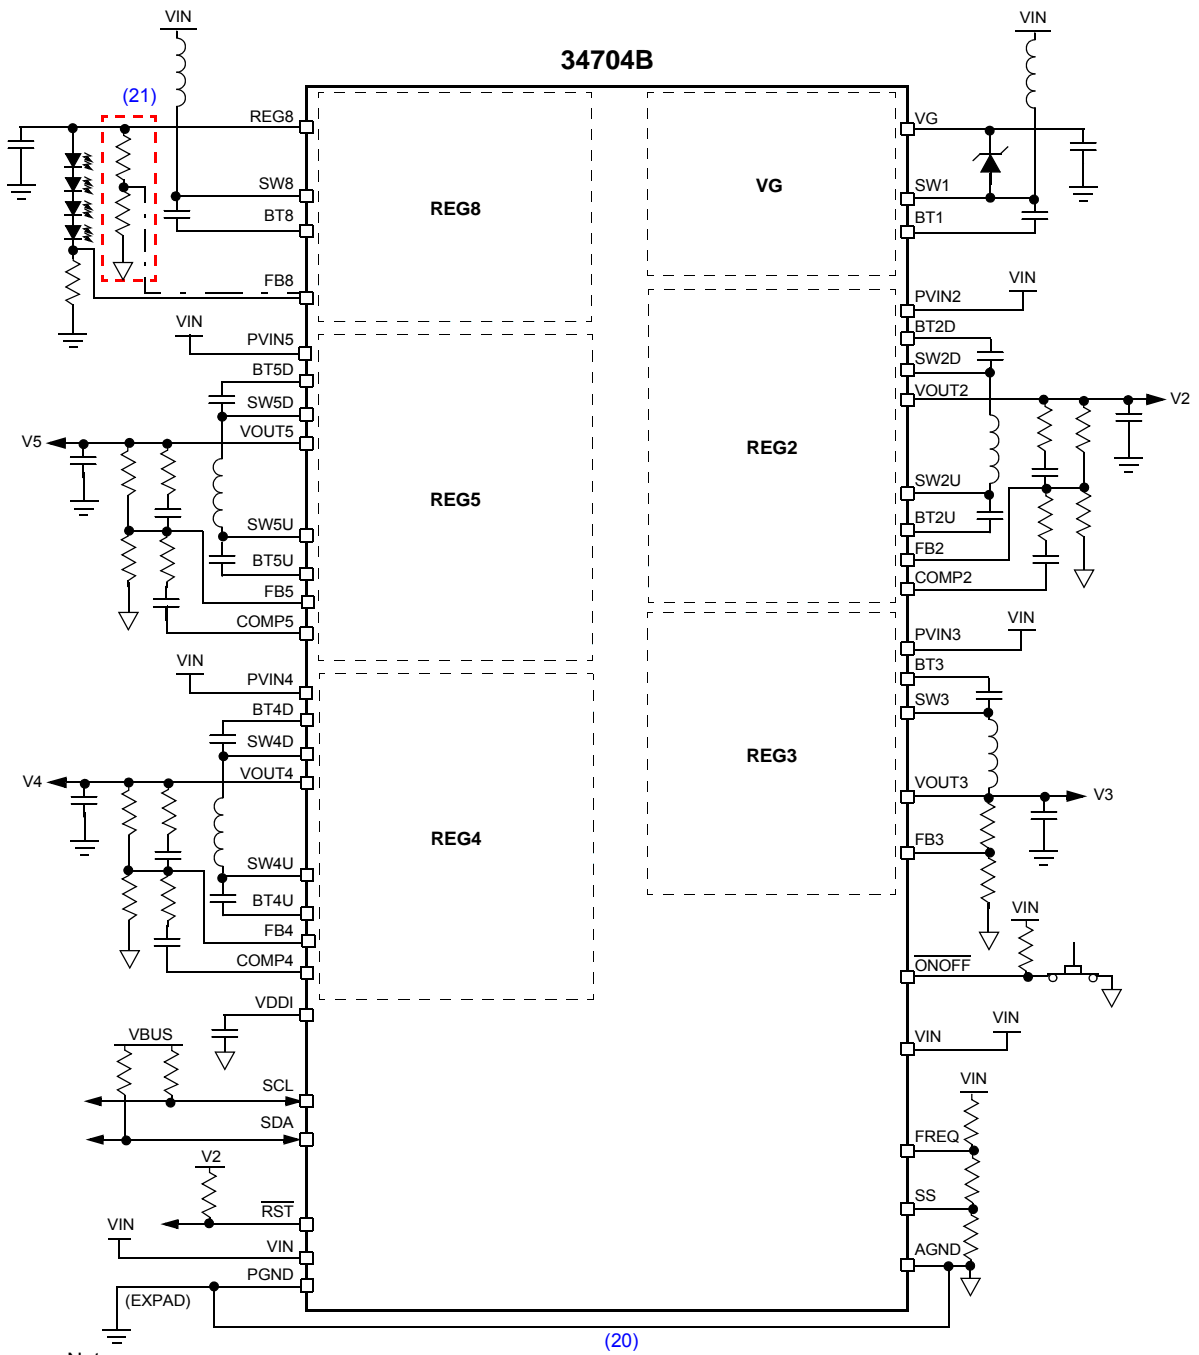 VIN
VIN
34704B
(21)
REG8
SW8
BT8
FB8
REG8
VG
VG
SW1
BT1
VIN
PVIN5
BT5D
SW5D
VOUT5
V5
SW5U
BT5U
FB5
COMP5
REG5
REG2
VIN
PVIN2
BT2D
SW2D
VOUT2
V2
SW2U
BT2U
FB2
COMP2
VIN
PVIN4
BT4D
SW4D
VOUT4
V4
SW4U
BT4U
FB4
COMP4
REG4
REG3
VIN
PVIN3
BT3
SW3
VOUT3
V3
FB3
VIN
ONOFF
VDDI
VBUS
SCL
SDA
V2
RST
VIN
VIN
PGND
(EXPAD)
VIN
VIN
VIN
FREQ
SS
AGND
(20)